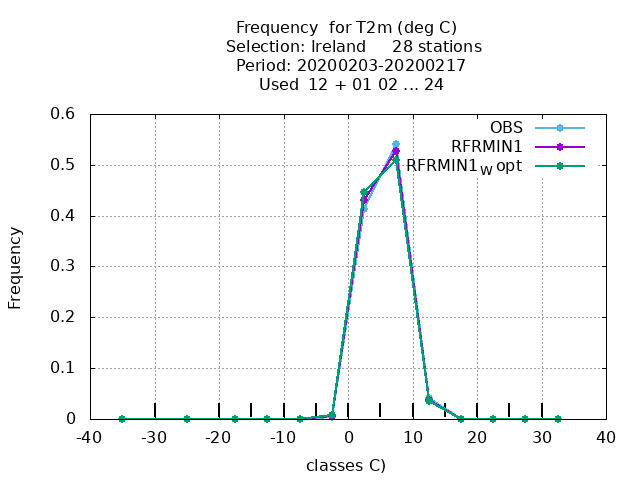 Frequency  for T2m (deg C)
Selection: Ireland     28 stations
Period: 20200203-20200217
Used  12 + 01 02 ... 24
0.6
0.5
0.4
0.3
0.2
0.1
0
Frequency
OBS
RFRMIN1
RFRMIN1w opt
-40 -30 -20 -10 0 10 20 30 40
classes C)